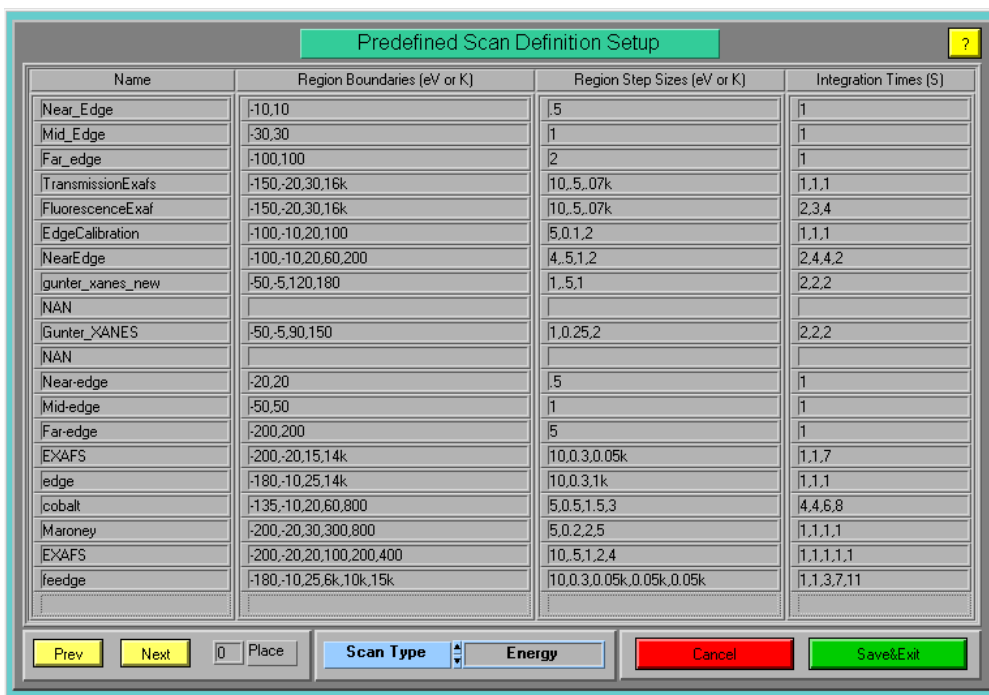 Predefined Scan Definition Setup
?
Name Region Boundaries (eV or K) Region Step Sizes (eV or K) Integration Times (S)
Near_Edge -10,10 .5 1
Mid_Edge -30,30 1 1
Far_edge -100,100 2 1
TransmissionExafs -150,-20,30,16k 10,.5,.07k 1,1,1
FluorescenceExaf -150,-20,30,16k 10,.5,.07k 2,3,4
EdgeCalibration -100,-10,20,100 5,0.1,2 1,1,1
NearEdge -100,-10,20,60,200 4,.5,1,2 2,4,4,2
gunter_xanes_new -50,-5,120,180 1,.5,1 2,2,2
NAN
Gunter_XANES -50,-5,90,150 1,0.25,2 2,2,2
NAN
Near-edge -20,20 .5 1
Mid-edge -50,50 1 1
Far-edge -200,200 5 1
EXAFS -200,-20,15,14k 10,0.3,0.05k 1,1,7
edge -180,-10,25,14k 10,0.3,1k 1,1,1
cobalt -135,-10,20,60,800 5,0.5,1.5,3 4,4,6,8
Maroney -200,-20,30,300,800 5,0.2,2,5 1,1,1,1
EXAFS -200,-20,20,100,200,400 10,.5,1,2,4 1,1,1,1,1
feedge -180,-10,25,6k,10k,15k 10,0.3,0.05k,0.05k,0.05k 1,1,3,7,11
Prev Next 0 Place Scan Type Energy Cancel Save&Exit